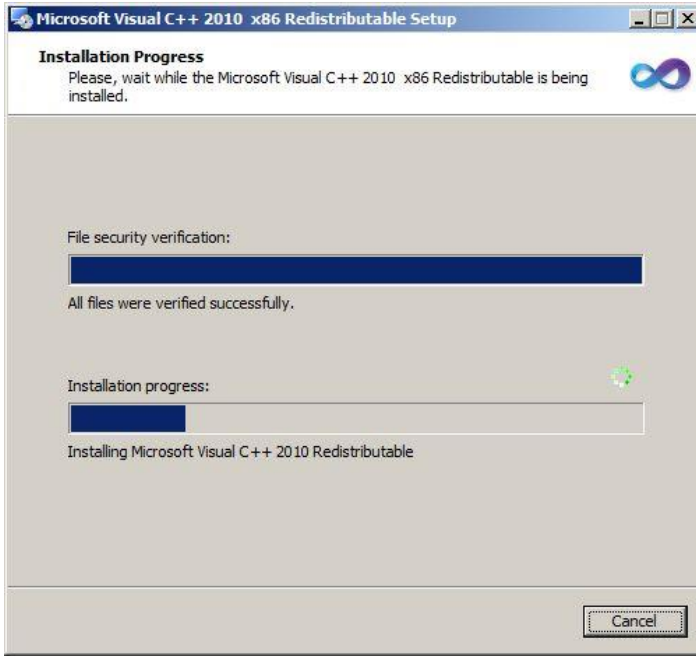 Microsoft Visual C++ 2010  x86 Redistributable Setup
Installation Progress
Please, wait while the Microsoft Visual C++ 2010  x86 Redistributable is being
installed.
File security verification:
All files were verified successfully.
Installation progress:
Installing Microsoft Visual C++ 2010 Redistributable
Cancel